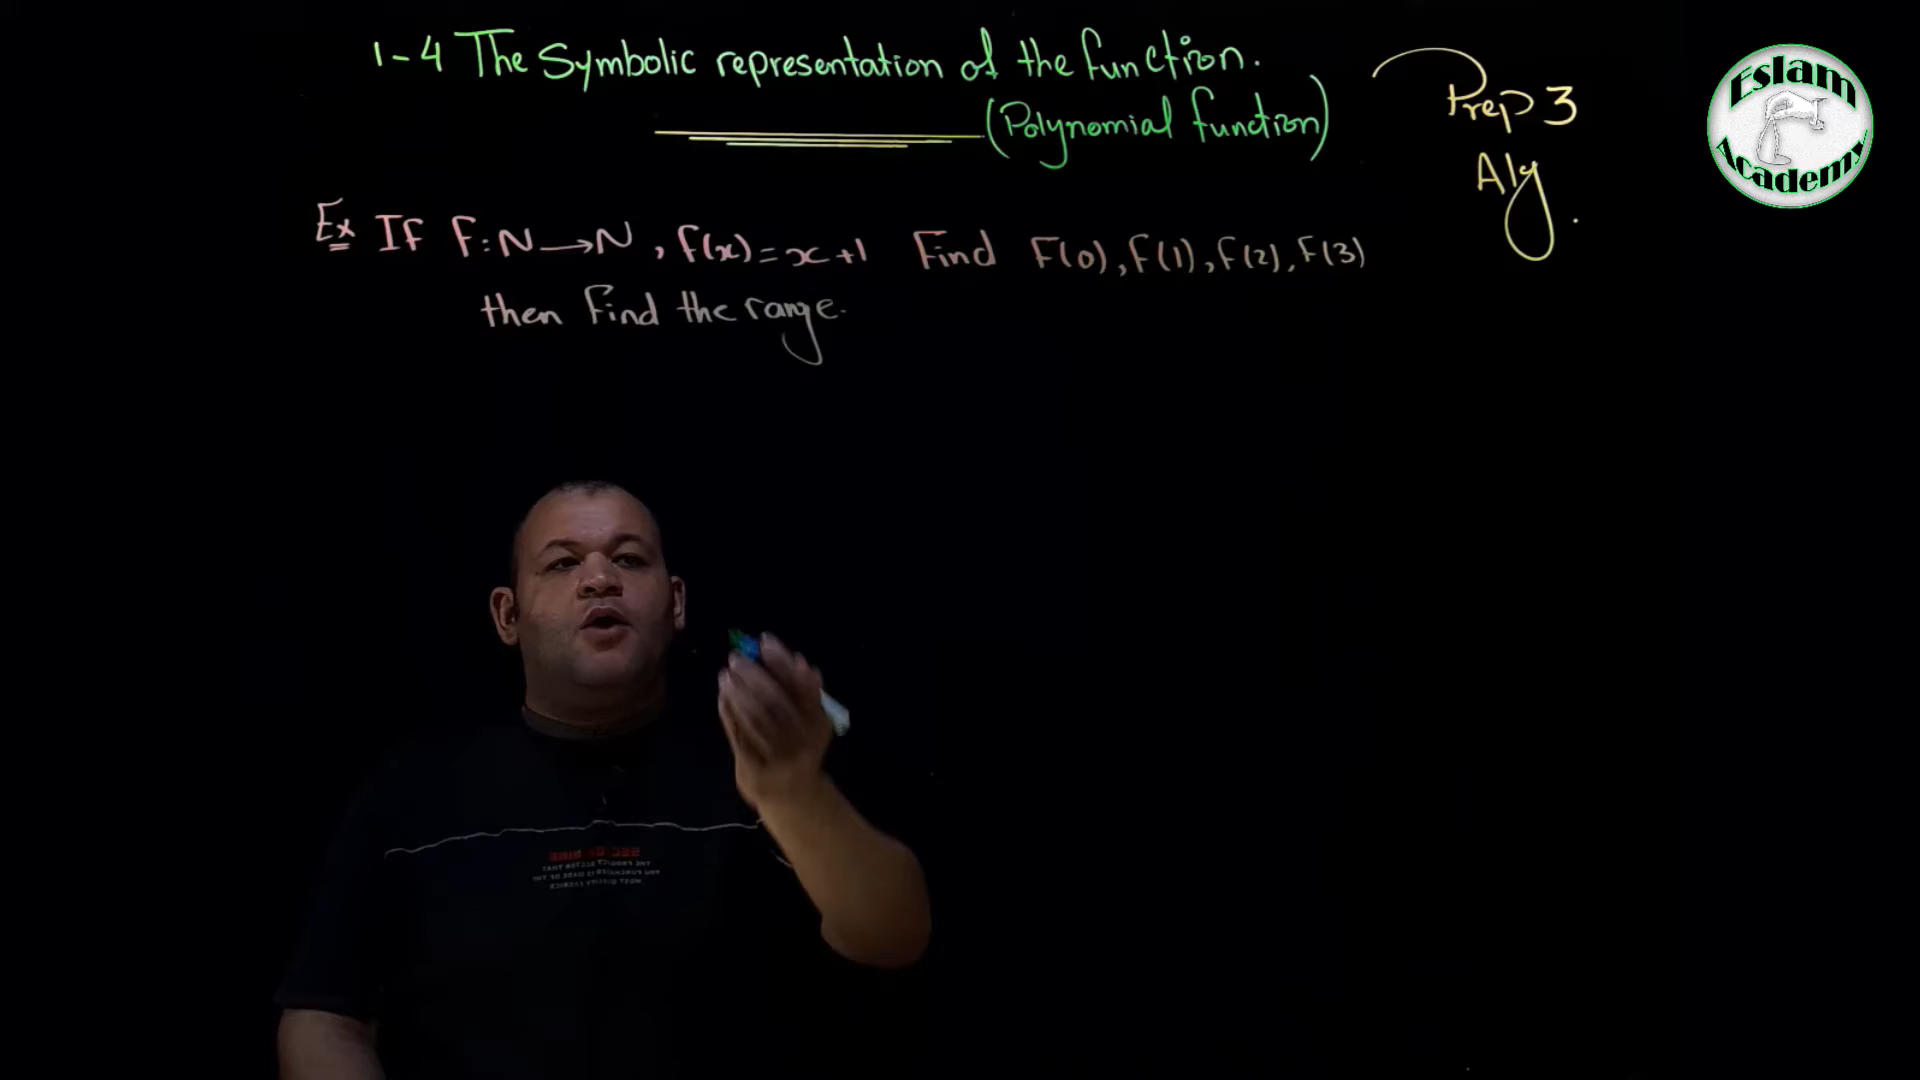 1-4 The Symbolic representation of the function.
(Polynomial function)
Prep 3
Alg.
Eslam
Academy
Ex If f:N→N, f(x)=x+1 Find f(0), f(1), f(2), f(3)
then find the range.